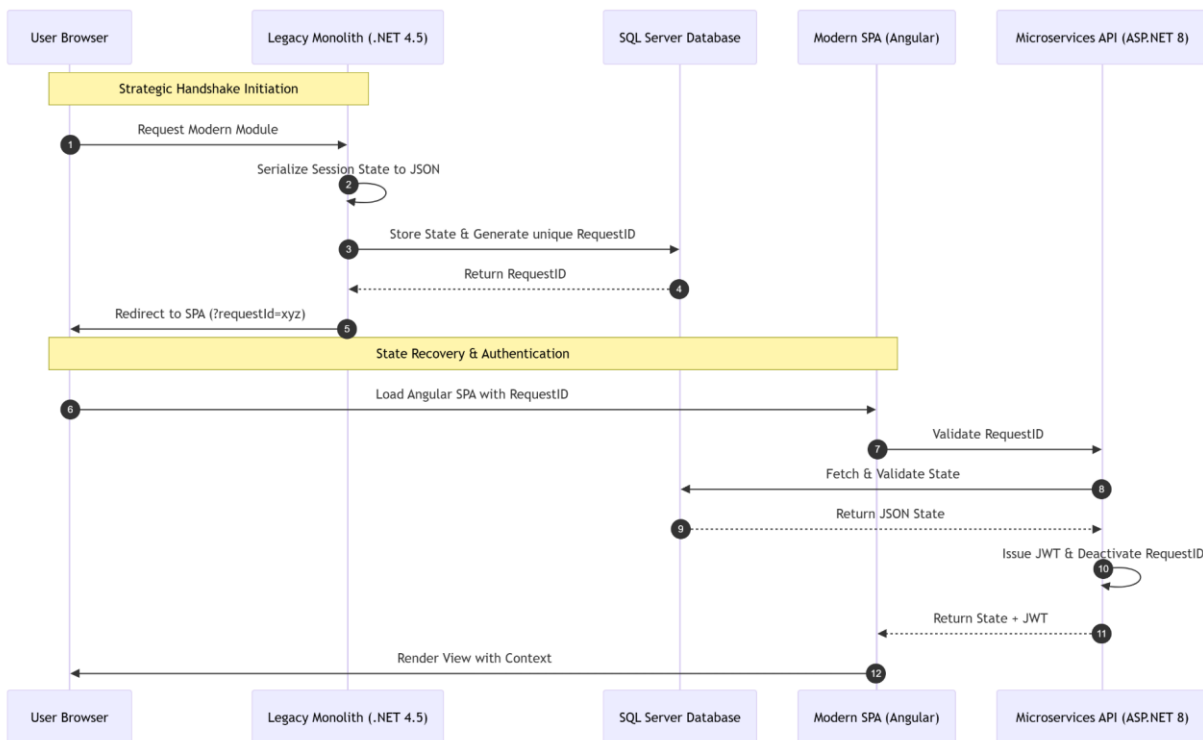 User Browser
Legacy Monolith (.NET 4.5)
SQL Server Database
Modern SPA (Angular)
Microservices API (ASP.NET 8)
Strategic Handshake Initiation
Request Modern Module
1
Serialize Session State to JSON
2
Store State & Generate unique RequestID
3
Return RequestID
4
Redirect to SPA (?requestId=xyz)
5
State Recovery & Authentication
Load Angular SPA with RequestID
6
Validate RequestID
7
Fetch & Validate State
8
Return JSON State
9
Issue JWT & Deactivate RequestID
10
Return State + JWT
11
Render View with Context
12
User Browser
Legacy Monolith (.NET 4.5)
SQL Server Database
Modern SPA (Angular)
Microservices API (ASP.NET 8)